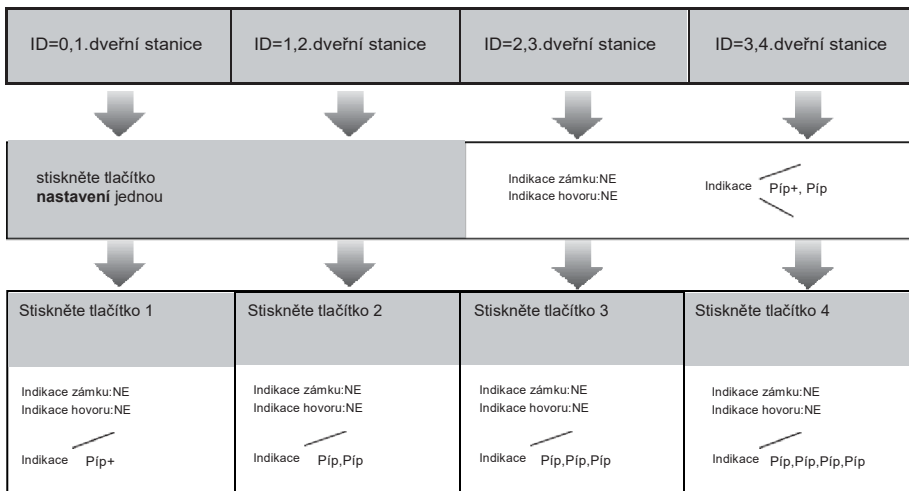 ID=0,1.dveřní stanice
ID=1,2.dveřní stanice
ID=2,3.dveřní stanice
ID=3,4.dveřní stanice
stiskněte tlačítko
nastavení jednou
Indikace zámku:NE
Indikace hovoru:NE
Indikace Píp+, Píp
Stiskněte tlačítko 1
Indikace zámku:NE
Indikace hovoru:NE
Indikace Píp+
Stiskněte tlačítko 2
Indikace zámku:NE
Indikace hovoru:NE
Indikace Píp,Píp
Stiskněte tlačítko 3
Indikace zámku:NE
Indikace hovoru:NE
Indikace Píp,Píp,Píp
Stiskněte tlačítko 4
Indikace zámku:NE
Indikace hovoru:NE
Indikace Píp,Píp,Píp,Píp